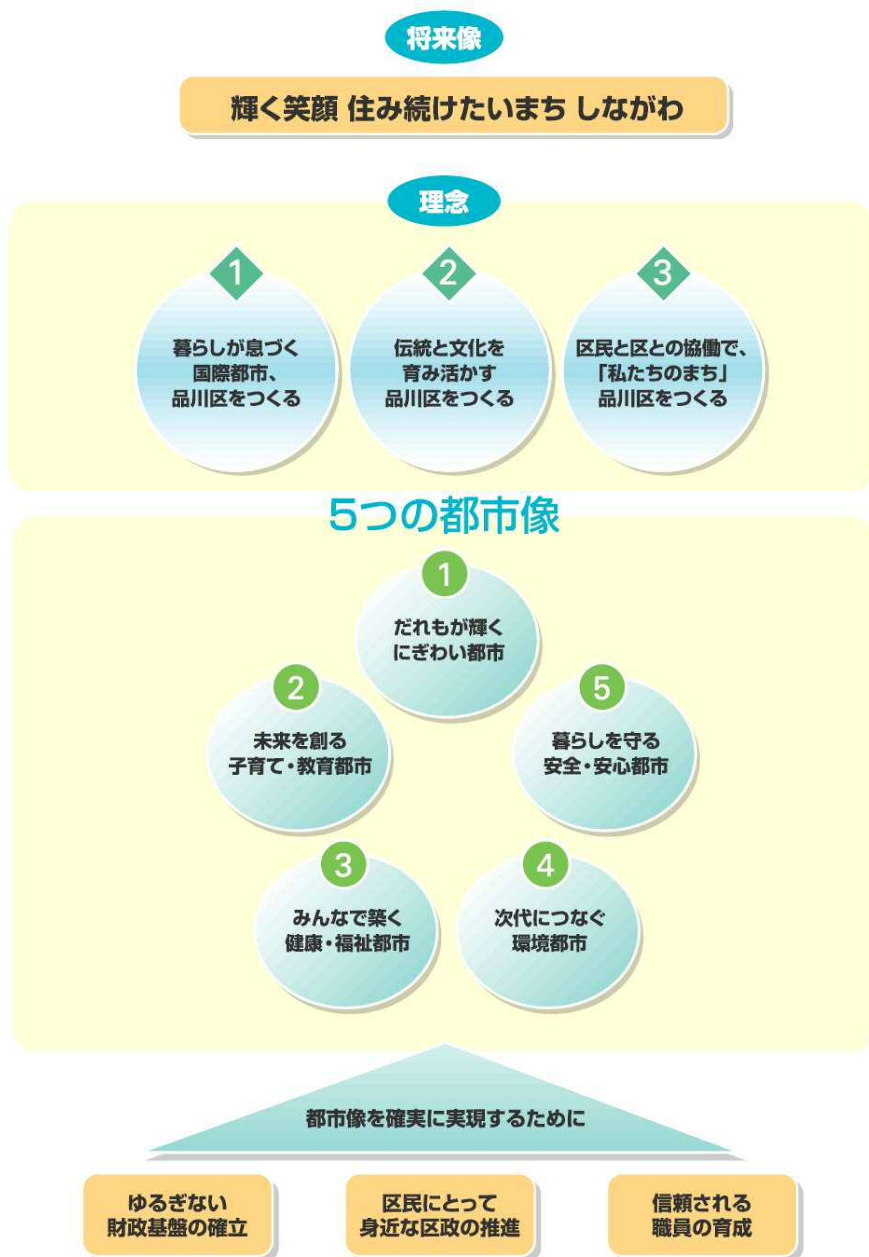 将来像
輝く笑顔 住み続けたいまち しながわ
理念
1
暮らしが息づく
国際都市、
品川区をつくる
2
伝統と文化を
育み活かす
品川区をつくる
3
区民と区との協働で、
「私たちのまち」
品川区をつくる
5つの都市像
1
だれもが輝く
にぎわい都市
2
未来を創る
子育て・教育都市
3
みんなで築く
健康・福祉都市
4
次代につなぐ
環境都市
5
暮らしを守る
安全・安心都市
都市像を確実に実現するために
ゆるぎない
財政基盤の確立
区民にとって
身近な区政の推進
信頼される
職員の育成